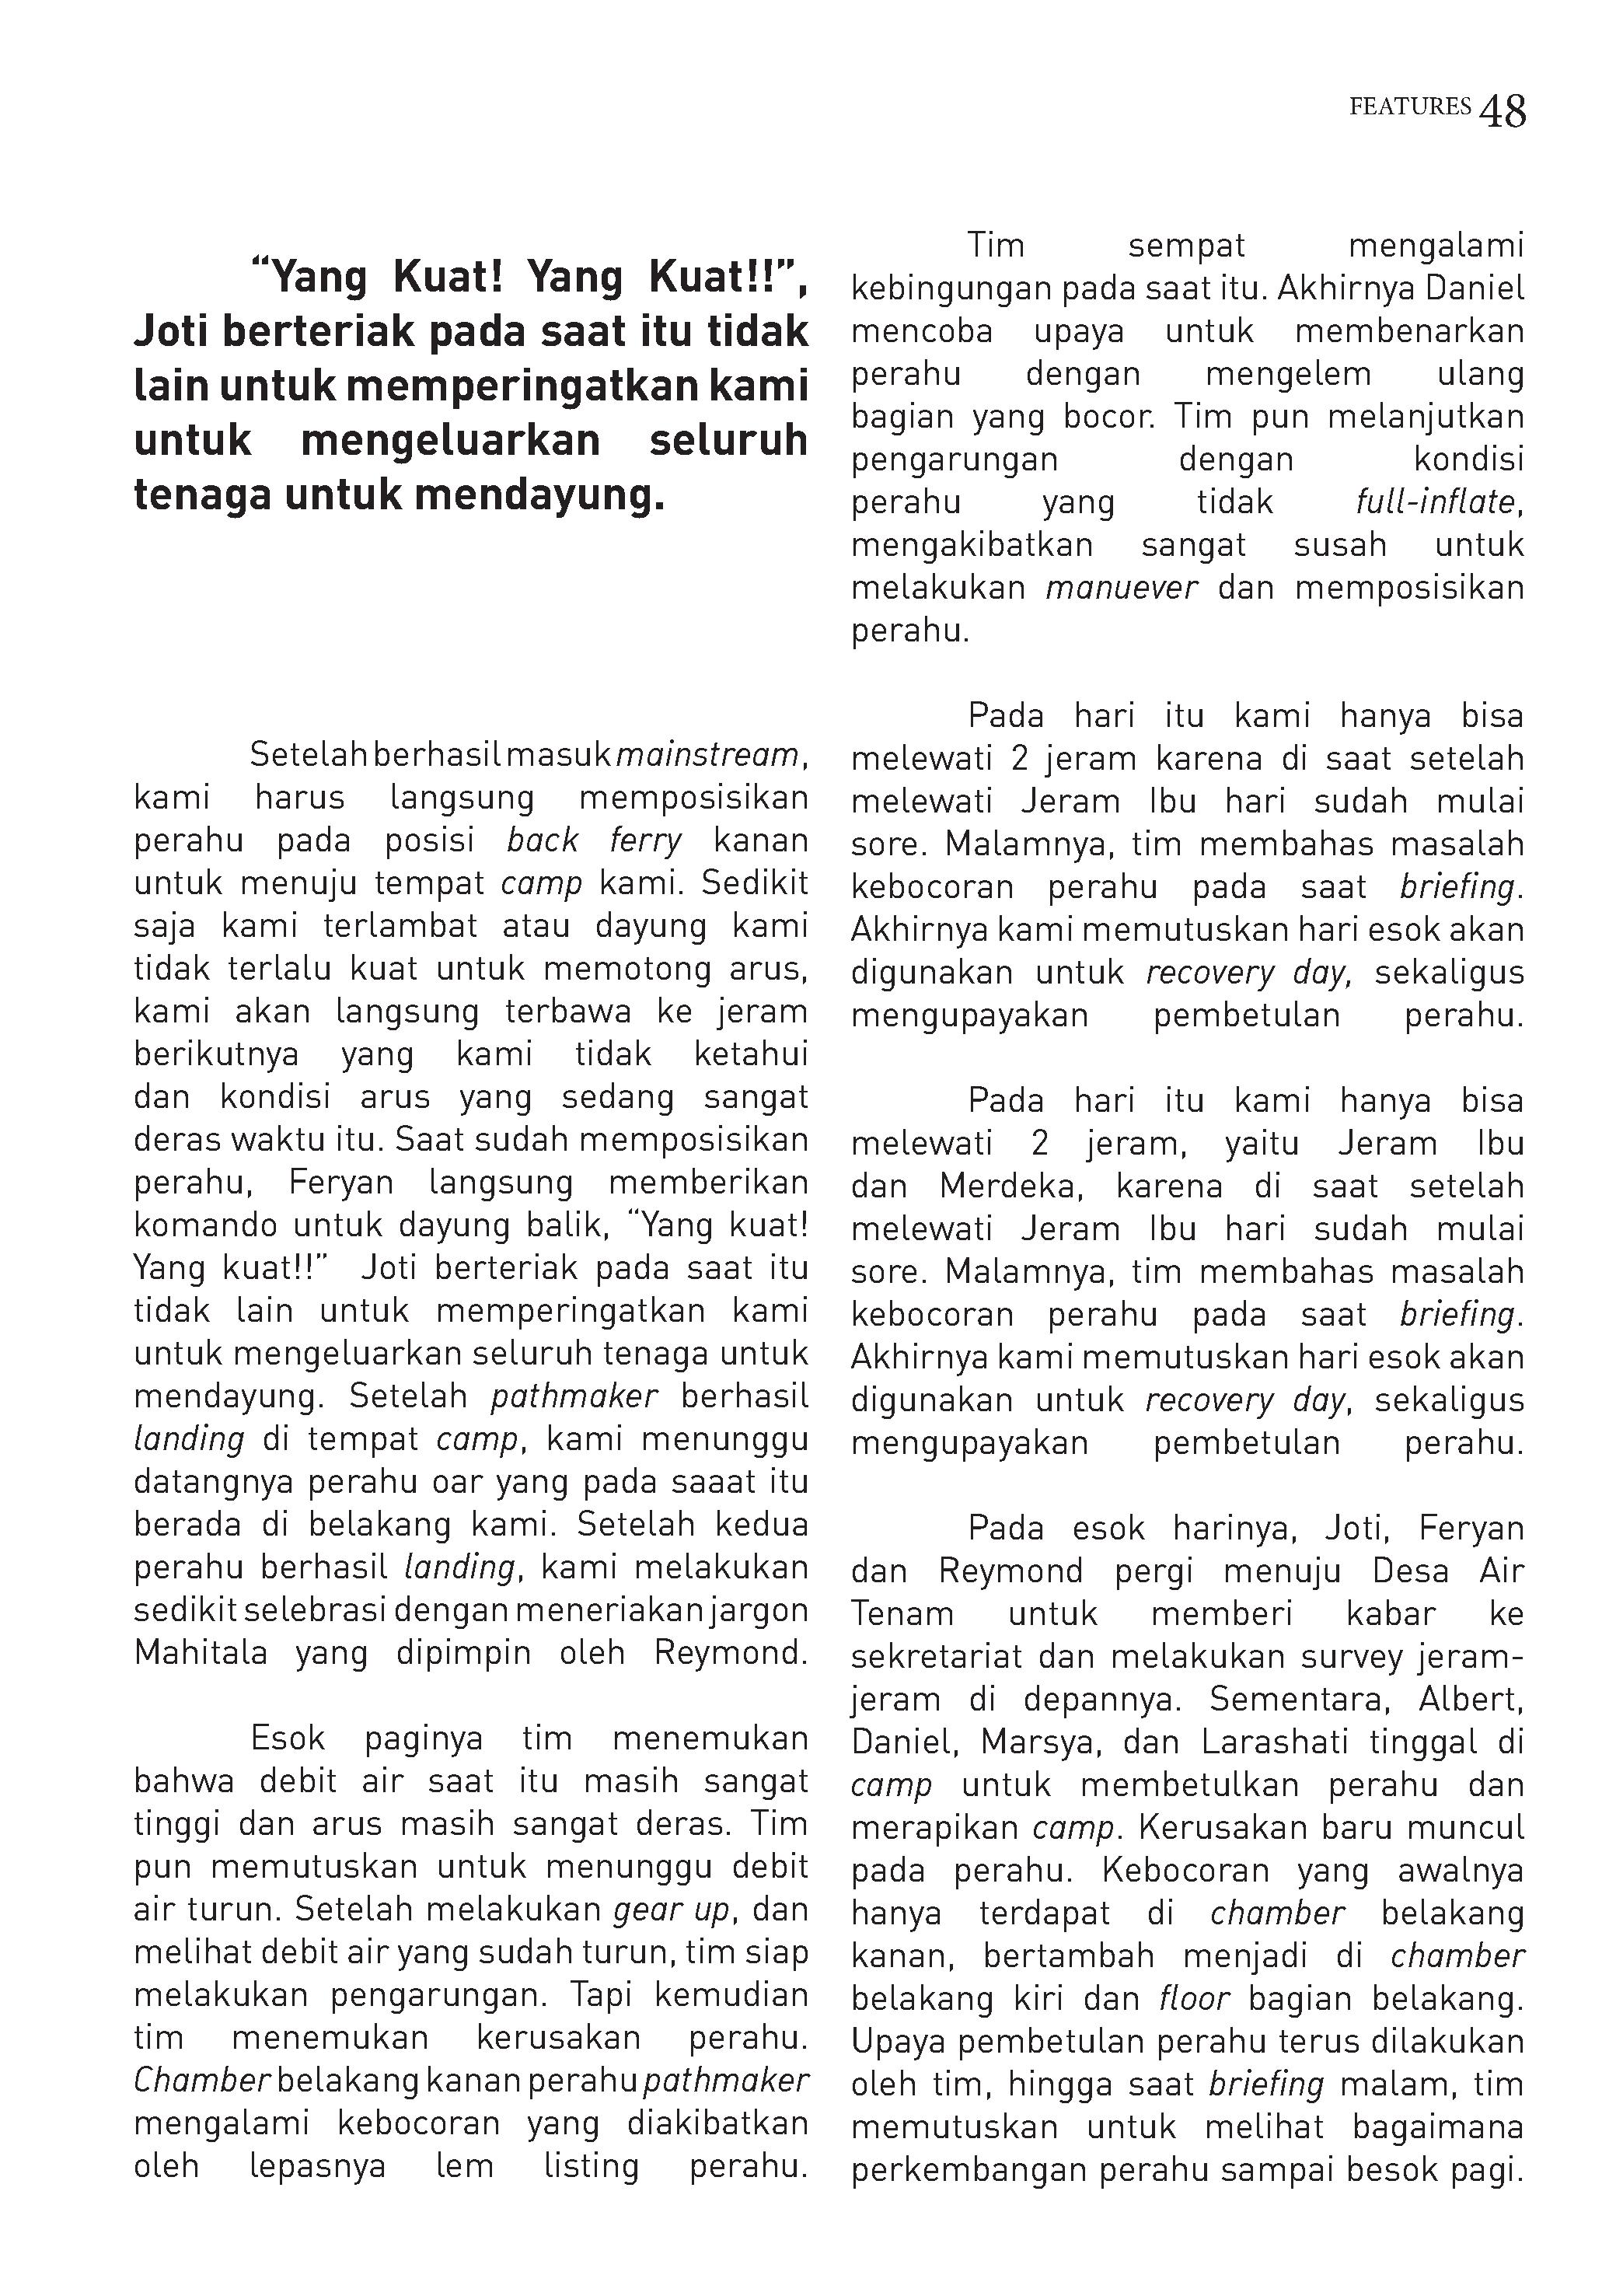 FEATURES 48
“Yang Kuat! Yang Kuat!!”,
Joti berteriak pada saat itu tidak
lain untuk memperingatkan kami
untuk mengeluarkan seluruh
tenaga untuk mendayung.
Setelah berhasil masuk mainstream,
kami harus langsung memposisikan
perahu pada posisi back ferry kanan
untuk menuju tempat camp kami. Sedikit
saja kami terlambat atau dayung kami
tidak terlalu kuat untuk memotong arus,
kami akan langsung terbawa ke jeram
berikutnya yang kami tidak ketahui
dan kondisi arus yang sedang sangat
deras waktu itu. Saat sudah memposisikan
perahu, Feryan langsung memberikan
komando untuk dayung balik, “Yang kuat!
Yang kuat!!” Joti berteriak pada saat itu
tidak lain untuk memperingatkan kami
untuk mengeluarkan seluruh tenaga untuk
mendayung. Setelah pathmaker berhasil
landing di tempat camp, kami menunggu
datangnya perahu oar yang pada saaat itu
berada di belakang kami. Setelah kedua
perahu berhasil landing, kami melakukan
sedikit selebrasi dengan meneriakan jargon
Mahitala yang dipimpin oleh Reymond.
Esok paginya tim menemukan
bahwa debit air saat itu masih sangat
tinggi dan arus masih sangat deras. Tim
pun memutuskan untuk menunggu debit
air turun. Setelah melakukan gear up, dan
melihat debit air yang sudah turun, tim siap
melakukan pengarungan. Tapi kemudian
tim menemukan kerusakan perahu.
Chamber belakang kanan perahu pathmaker
mengalami kebocoran yang diakibatkan
oleh lepasnya lem listing perahu.
Tim sempat mengalami
kebingungan pada saat itu. Akhirnya Daniel
mencoba upaya untuk membenarkan
perahu dengan mengelem ulang
bagian yang bocor. Tim pun melanjutkan
pengarungan dengan kondisi
perahu yang tidak full-inflate,
mengakibatkan sangat susah untuk
melakukan manuever dan memposisikan
perahu.
Pada hari itu kami hanya bisa
melewati 2 jeram karena di saat setelah
melewati Jeram Ibu hari sudah mulai
sore. Malamnya, tim membahas masalah
kebocoran perahu pada saat briefing.
Akhirnya kami memutuskan hari esok akan
digunakan untuk recovery day, sekaligus
mengupayakan pembetulan perahu.
Pada hari itu kami hanya bisa
melewati 2 jeram, yaitu Jeram Ibu
dan Merdeka, karena di saat setelah
melewati Jeram Ibu hari sudah mulai
sore. Malamnya, tim membahas masalah
kebocoran perahu pada saat briefing.
Akhirnya kami memutuskan hari esok akan
digunakan untuk recovery day, sekaligus
mengupayakan pembetulan perahu.
Pada esok harinya, Joti, Feryan
dan Reymond pergi menuju Desa Air
Tenam untuk memberi kabar ke
sekretariat dan melakukan survey jeram-
jeram di depannya. Sementara, Albert,
Daniel, Marsya, dan Larashati tinggal di
camp untuk membetulkan perahu dan
merapikan camp. Kerusakan baru muncul
pada perahu. Kebocoran yang awalnya
hanya terdapat di chamber belakang
kanan, bertambah menjadi di chamber
belakang kiri dan floor bagian belakang.
Upaya pembetulan perahu terus dilakukan
oleh tim, hingga saat briefing malam, tim
memutuskan untuk melihat bagaimana
perkembangan perahu sampai besok pagi.